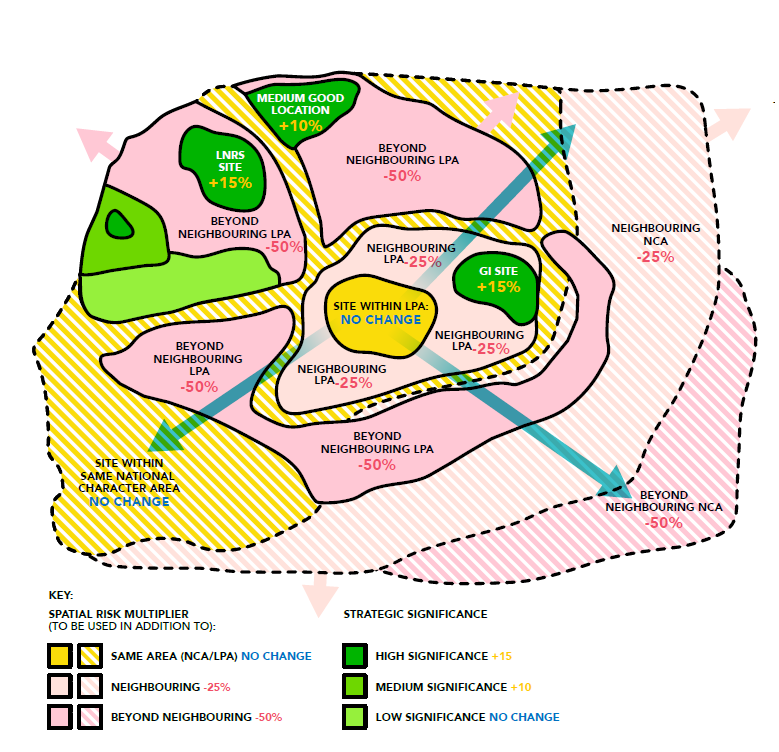 MEDIUM GOOD
LOCATION
+10%
LNRS
SITE
+15%
BEYOND
NEIGHBOURING LPA
-50%
BEYOND
NEIGHBOURING LPA
-50%
NEIGHBOURING
NCA
-25%
NEIGHBOURING
LPA-25%
GI SITE
+15%
SITE WITHIN LPA:
NO CHANGE
NEIGHBOURING
LPA-25%
BEYOND
NEIGHBOURING
LPA
-50%
NEIGHBOURING
LPA-25%
BEYOND
NEIGHBOURING LPA
-50%
SITE WITHIN
SAME NATIONAL
CHARACTER AREA
NO CHANGE
BEYOND
NEIGHBOURING NCA
-50%
KEY:
SPATIAL RISK MULTIPLIER
(TO BE USED IN ADDITION TO):
SAME AREA (NCA/LPA) NO CHANGE
NEIGHBOURING -25%
BEYOND NEIGHBOURING -50%
STRATEGIC SIGNIFICANCE
HIGH SIGNIFICANCE +15
MEDIUM SIGNIFICANCE +10
LOW SIGNIFICANCE NO CHANGE